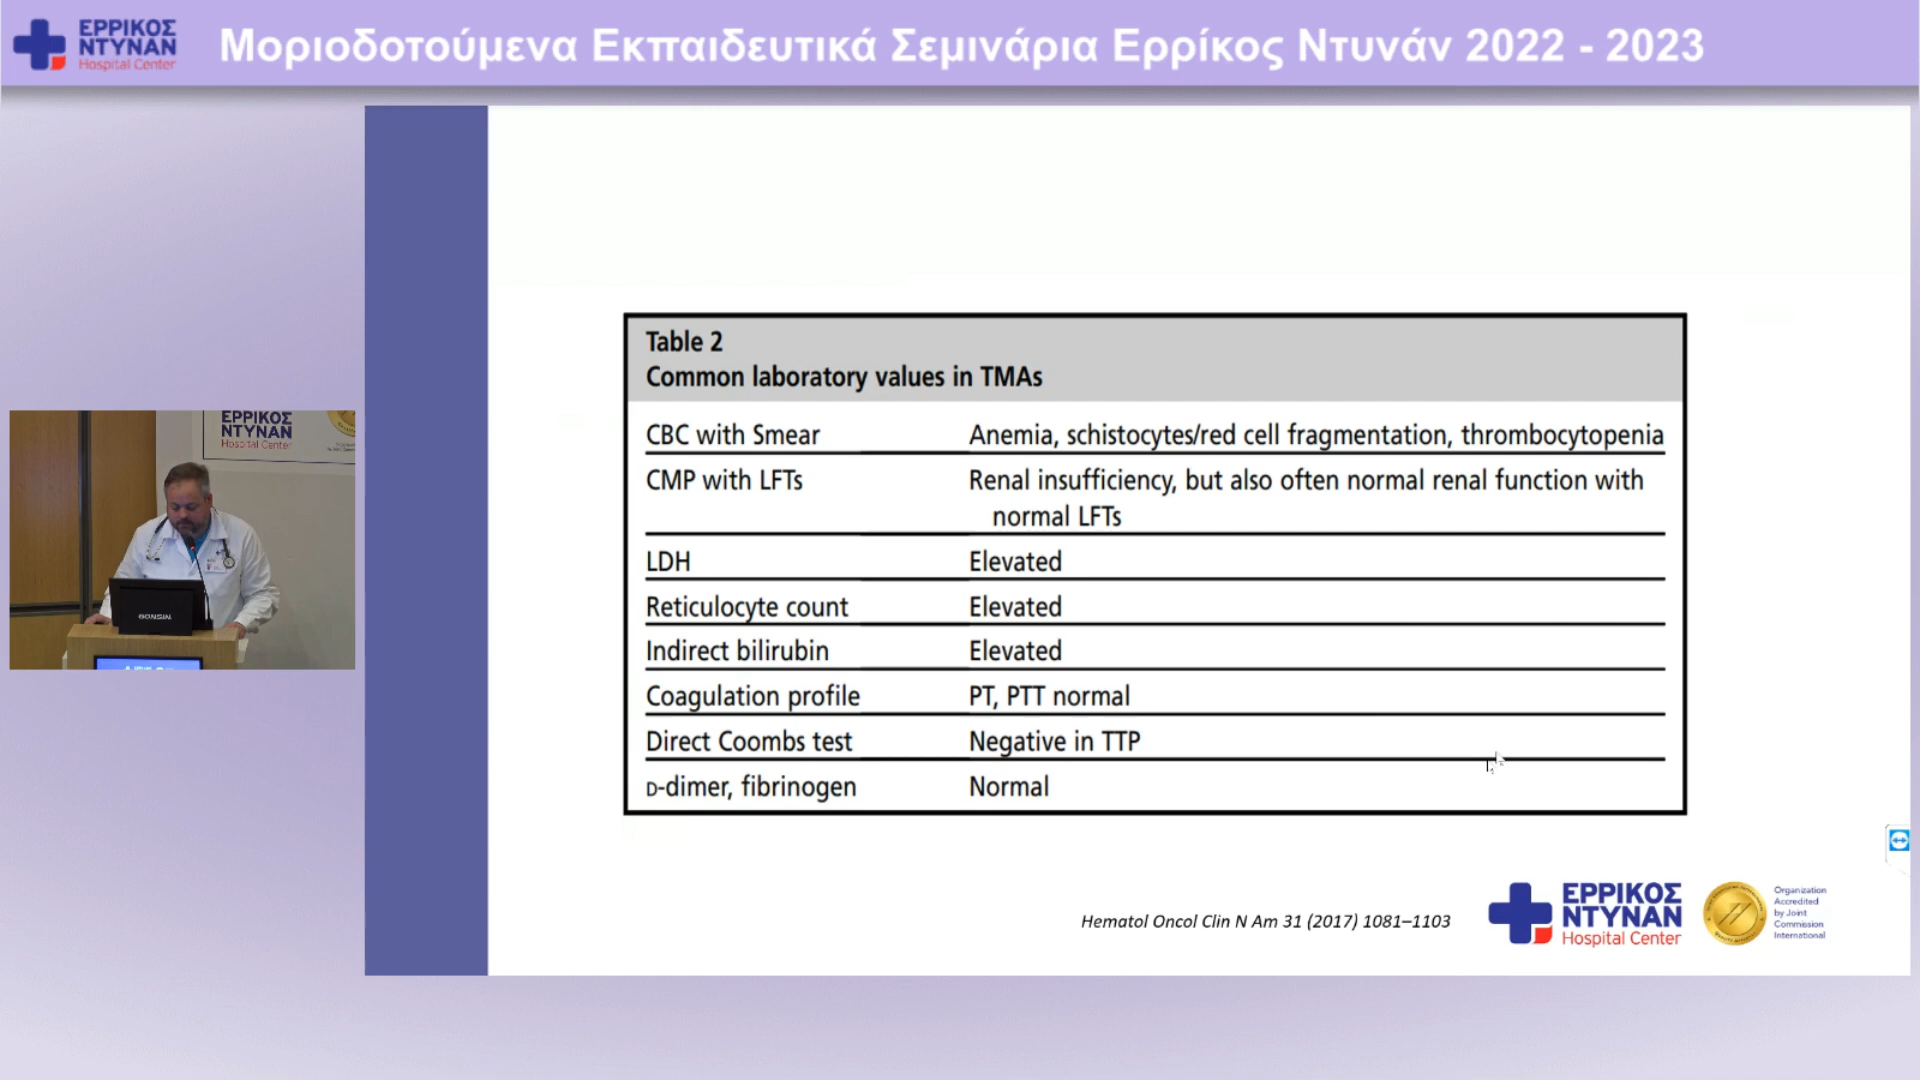 ΕΡΡΙΚΟΣ
ΝΤΥΝΑΝ
Hospital Center
Μοριοδοτούμενα Εκπαιδευτικά Σεμινάρια Ερρίκος Ντυνάν 2022 - 2023
ΕΡΡΙΚΟΣ
ΝΤΥΝΑΝ
Hospital Center
GONSIN
Table 2
Common laboratory values in TMAs
CBC with Smear Anemia, schistocytes/red cell fragmentation, thrombocytopenia
CMP with LFTs Renal insufficiency, but also often normal renal function with
normal LFTs
LDH Elevated
Reticulocyte count Elevated
Indirect bilirubin Elevated
Coagulation profile PT, PTT normal
Direct Coombs test Negative in TTP
D-dimer, fibrinogen Normal
Hematol Oncol Clin N Am 31 (2017) 1081–1103
ΕΡΡΙΚΟΣ
ΝΤΥΝΑΝ
Hospital Center
Organization
Accredited
by Joint
Commission
International